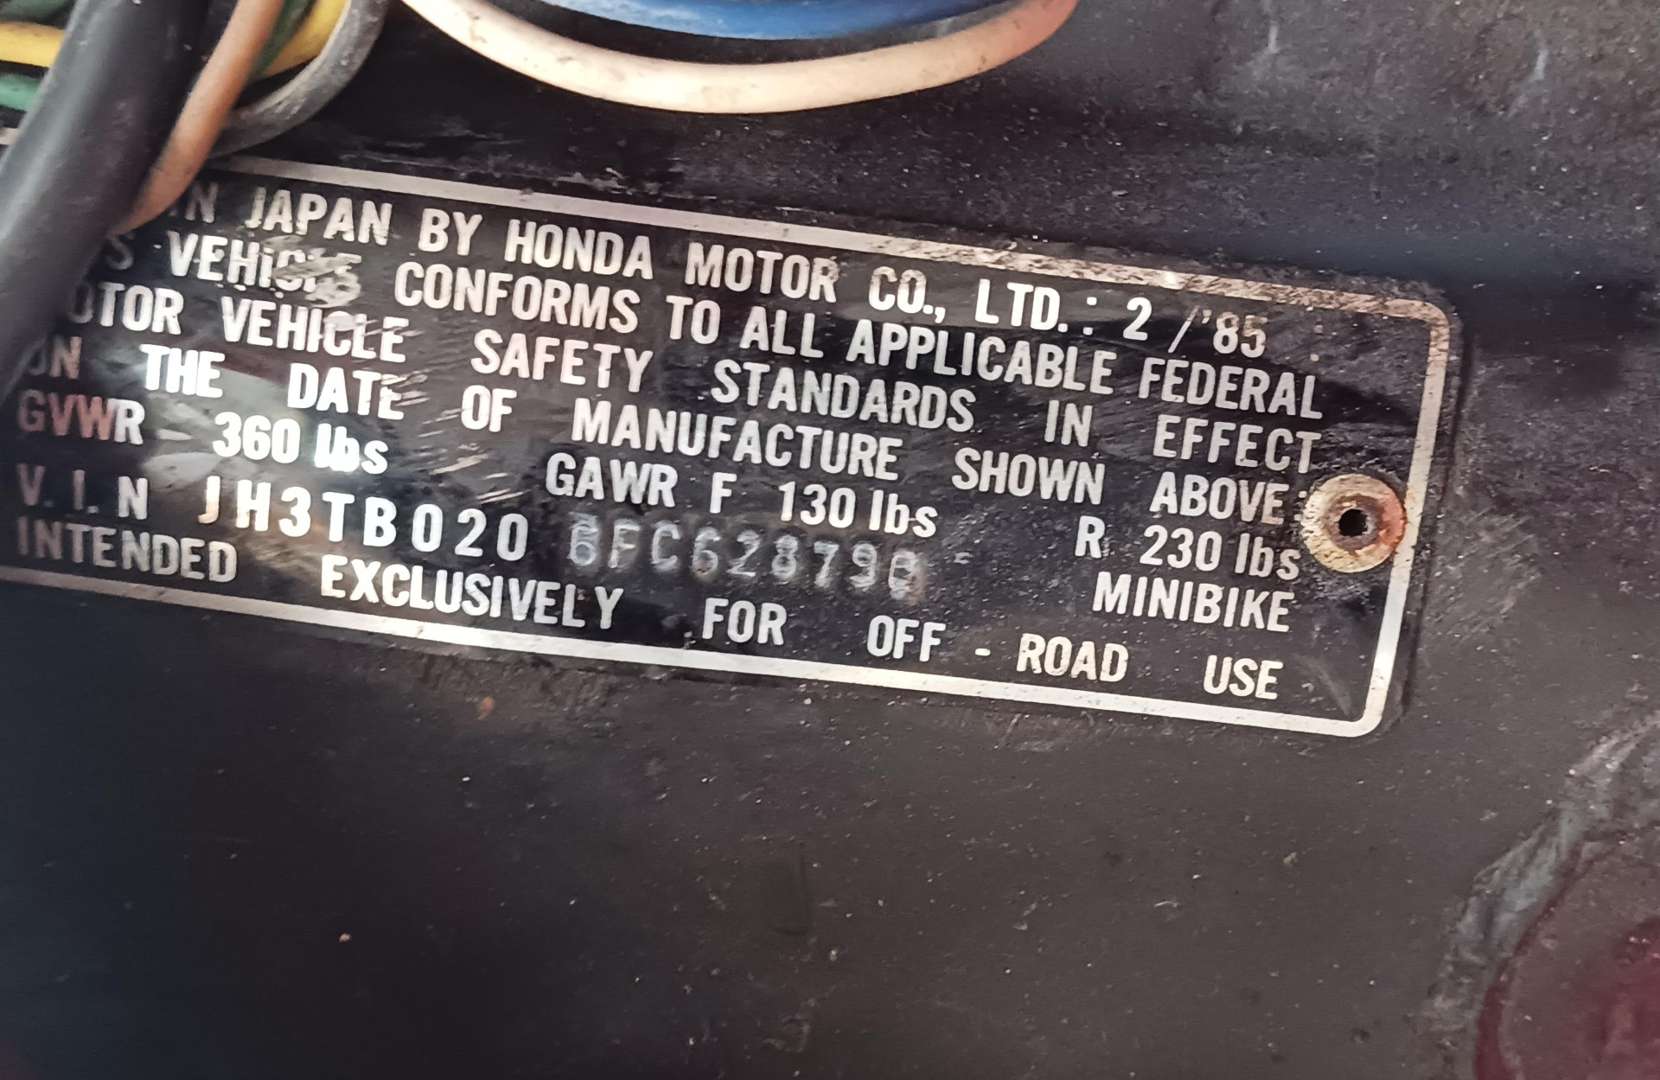 IN JAPAN BY HONDA MOTOR CO., LTD.: 2 /'85
VEHICLE CONFORMS TO ALL APPLICABLE FEDERAL
OTOR VEHICLE SAFETY STANDARDS IN EFFECT
ON THE DATE OF MANUFACTURE SHOWN ABOVE:
GVWR 360 lbs GAWR F 130 lbs R 230 lbs
V.I.N JH3TB020 MINIBIKE
INTENDED EXCLUSIVELY FOR OFF - ROAD USE